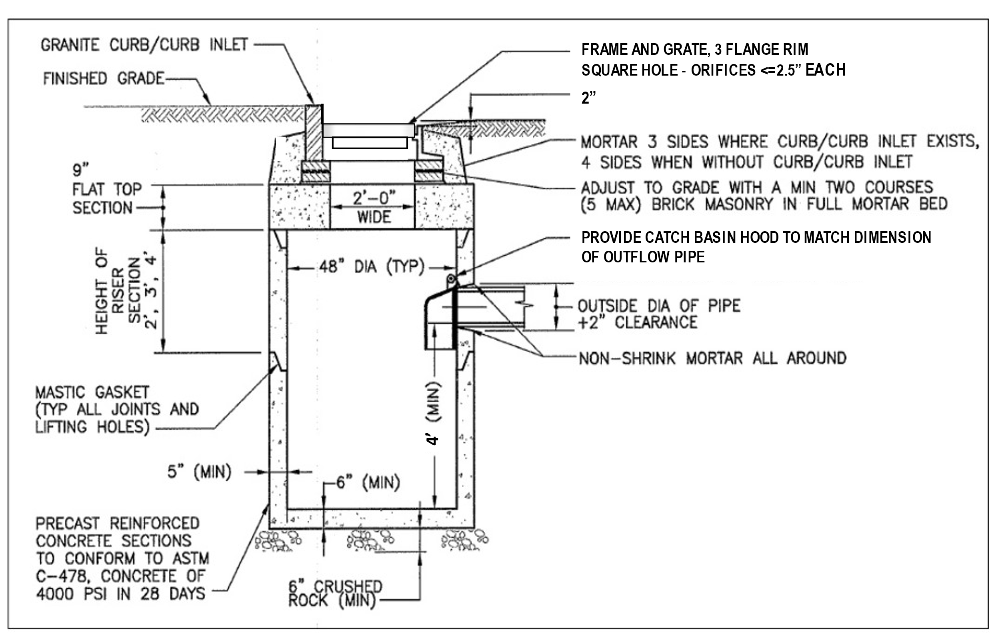 GRANITE CURB/CURB INLET
FINISHED GRADE
FRAME AND GRATE, 3 FLANGE RIM
SQUARE HOLE - ORIFICES <=2.5” EACH
2”
MORTAR 3 SIDES WHERE CURB/CURB INLET EXISTS,
4 SIDES WHEN WITHOUT CURB/CURB INLET
9”
FLAT TOP
SECTION
2’-0”
WIDE
ADJUST TO GRADE WITH A MIN TWO COURSES
(5 MAX) BRICK MASONRY IN FULL MORTAR BED
PROVIDE CATCH BASIN HOOD TO MATCH DIMENSION
OF OUTFLOW PIPE
HEIGHT OF
RISER
SECTION
2’, 3’, 4’
48” DIA (TYP)
OUTSIDE DIA OF PIPE
+2” CLEARANCE
NON-SHRINK MORTAR ALL AROUND
MASTIC GASKET
(TYP ALL JOINTS AND
LIFTING HOLES)
4’ (MIN)
5” (MIN)
6” (MIN)
PRECAST REINFORCED
CONCRETE SECTIONS
TO CONFORM TO ASTM
C-478, CONCRETE OF
4000 PSI IN 28 DAYS
6” CRUSHED
ROCK (MIN)